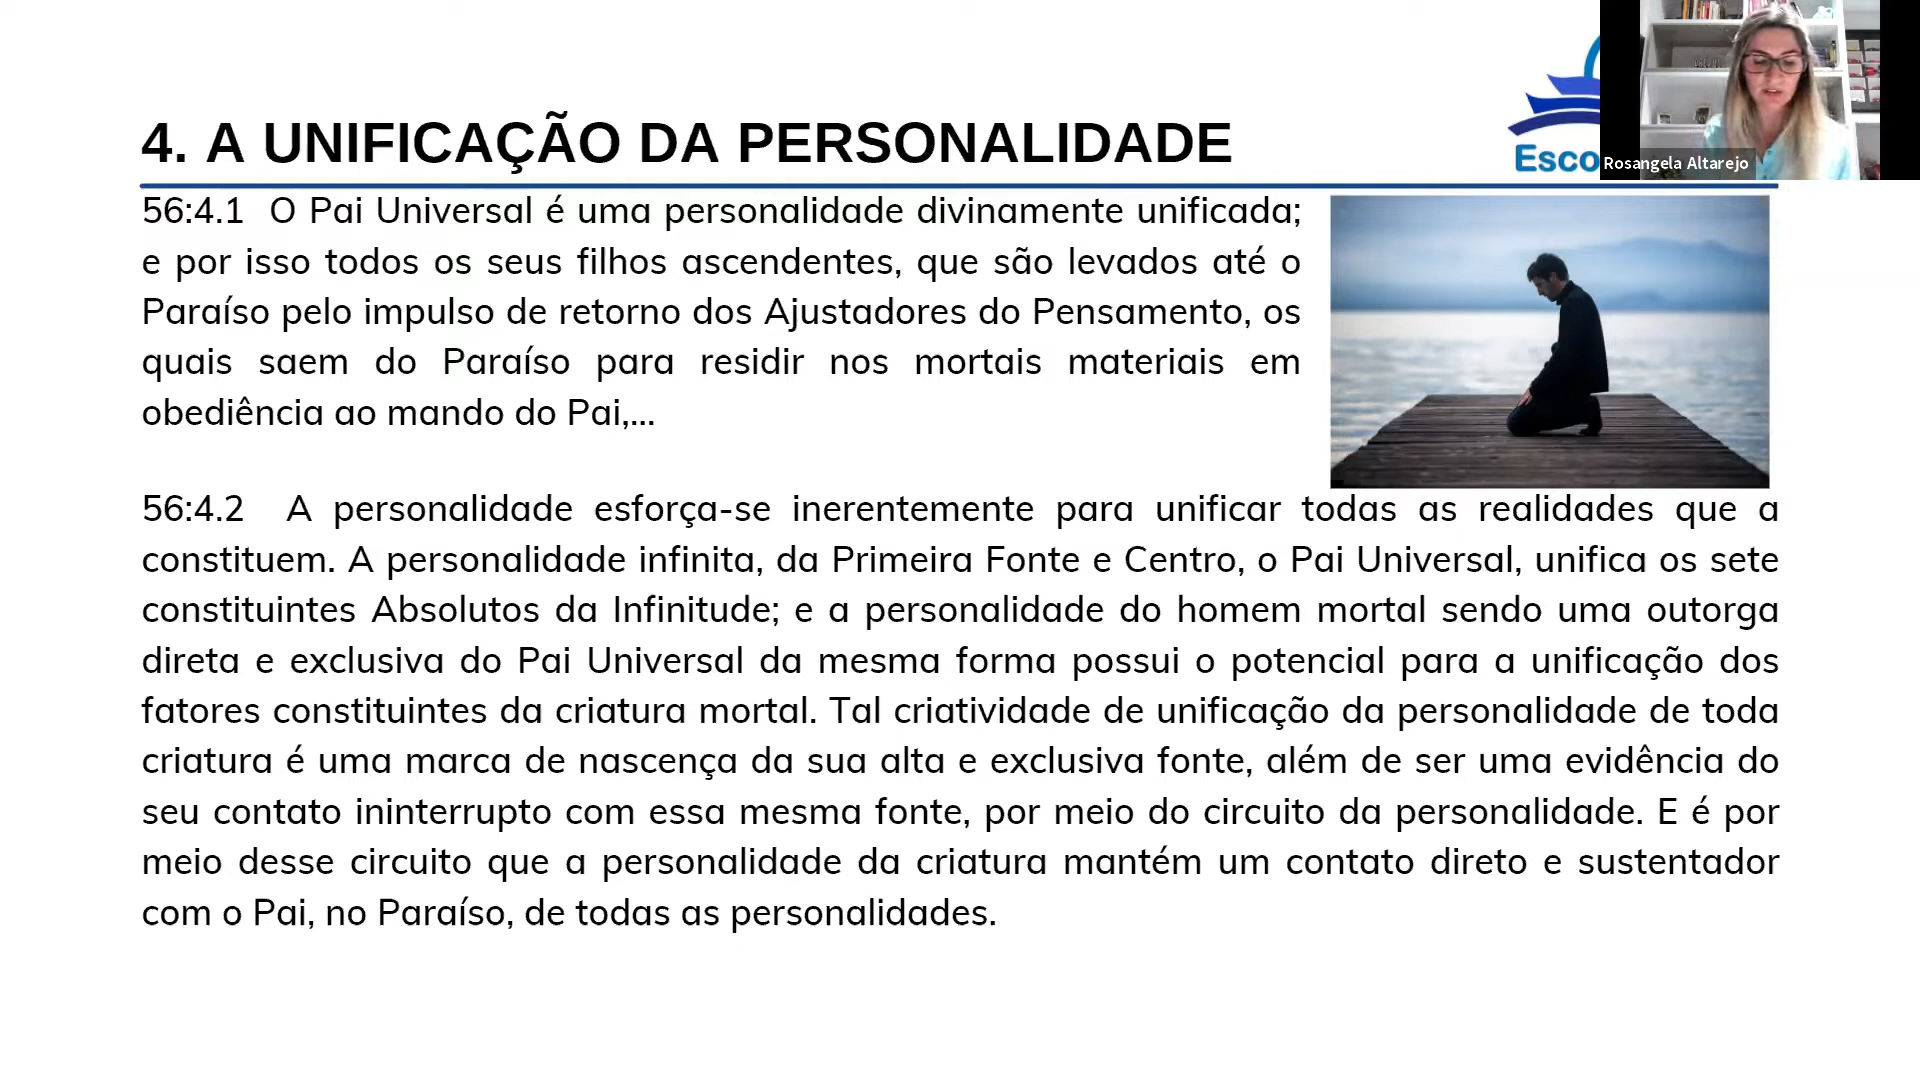 4. A UNIFICAÇÃO DA PERSONALIDADE
Esco
Rosangela Altarejo
56:4.1 O Pai Universal é uma personalidade divinamente unificada;
e por isso todos os seus filhos ascendentes, que são levados até o
Paraíso pelo impulso de retorno dos Ajustadores do Pensamento, os
quais saem do Paraíso para residir nos mortais materiais em
obediência ao mando do Pai,...
56:4.2 A personalidade esforça-se inerentemente para unificar todas as realidades que a
constituem. A personalidade infinita, da Primeira Fonte e Centro, o Pai Universal, unifica os sete
constituintes Absolutos da Infinitude; e a personalidade do homem mortal sendo uma outorga
direta e exclusiva do Pai Universal da mesma forma possui o potencial para a unificação dos
fatores constituintes da criatura mortal. Tal criatividade de unificação da personalidade de toda
criatura é uma marca de nascença da sua alta e exclusiva fonte, além de ser uma evidência do
seu contato ininterrupto com essa mesma fonte, por meio do circuito da personalidade. E é por
meio desse circuito que a personalidade da criatura mantém um contato direto e sustentador
com o Pai, no Paraíso, de todas as personalidades.